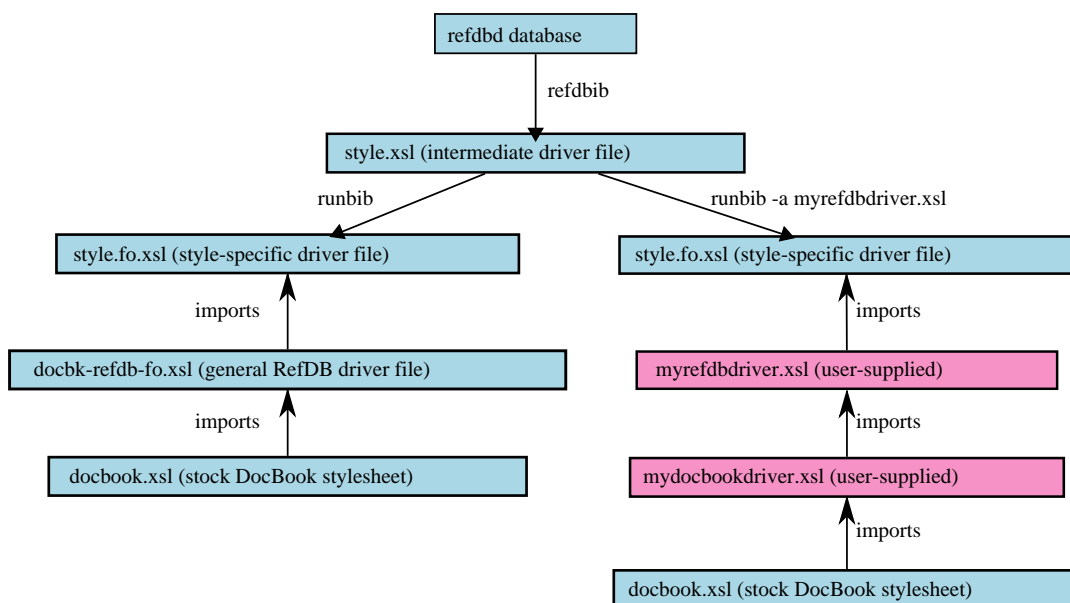 refdbd database
refdbib
style.xsl (intermediate driver file)
runbib
runbib -a myrefdbdriver.xsl
style.fo.xsl (style-specific driver file)
style.fo.xsl (style-specific driver file)
imports
imports
docbk-refdb-fo.xsl (general RefDB driver file)
myrefdbdriver.xsl (user-supplied)
imports
imports
docbook.xsl (stock DocBook stylesheet)
mydocbookdriver.xsl (user-supplied)
imports
docbook.xsl (stock DocBook stylesheet)